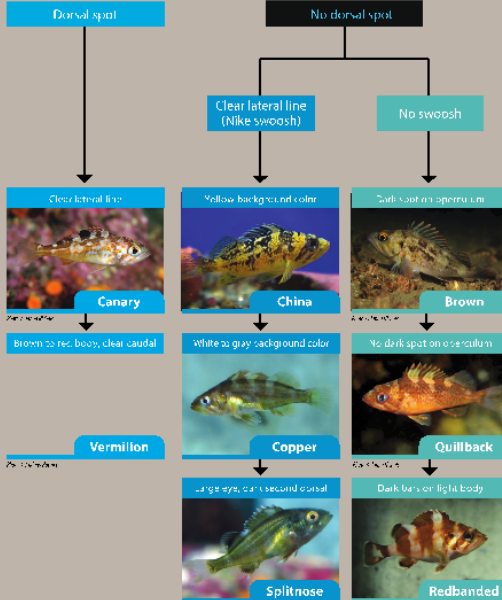 Dorsal spot
No dorsal spot
Clear lateral line
(Nike swoosh)
No swoosh
Clear lateral line
Canary
Yellow background color
China
Dark spot on operculum
Brown
Brown to red body, clear caudal
Vermilion
White to gray background color
Copper
No dark spot on operculum
Quillback
Large eye, dark second dorsal
Splitnose
Dark bars on light body
Redbanded